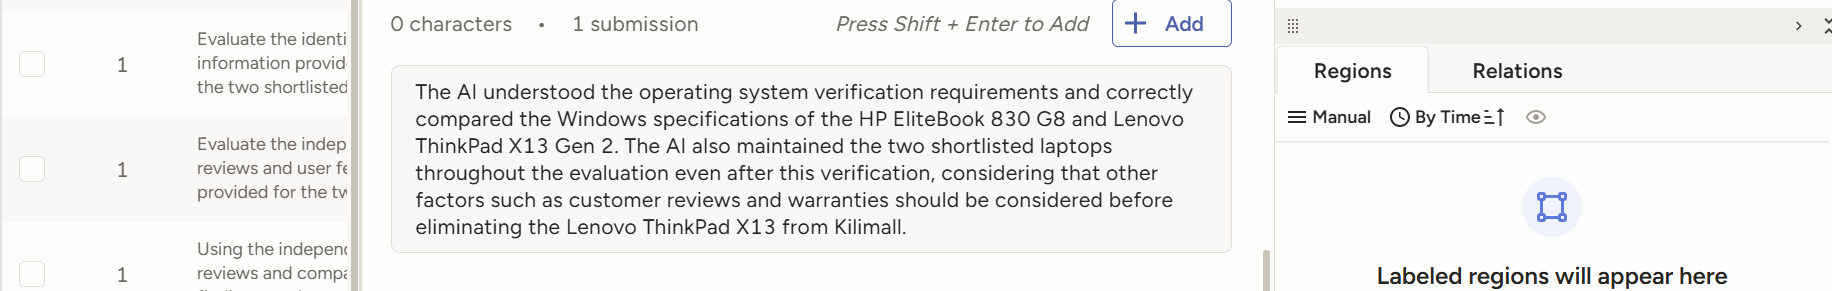 1
Evaluate the identi
information provid
the two shortlisted
1
Evaluate the indep
reviews and user fe
provided for the tw
1
Using the independ
reviews and compa
0 characters • 1 submission
Press Shift + Enter to Add
+ Add
The AI understood the operating system verification requirements and correctly
compared the Windows specifications of the HP EliteBook 830 G8 and Lenovo
ThinkPad X13 Gen 2. The AI also maintained the two shortlisted laptops
throughout the evaluation even after this verification, considering that other
factors such as customer reviews and warranties should be considered before
eliminating the Lenovo ThinkPad X13 from Kilimall.
Regions Relations
Manual By Time
Labeled regions will appear here